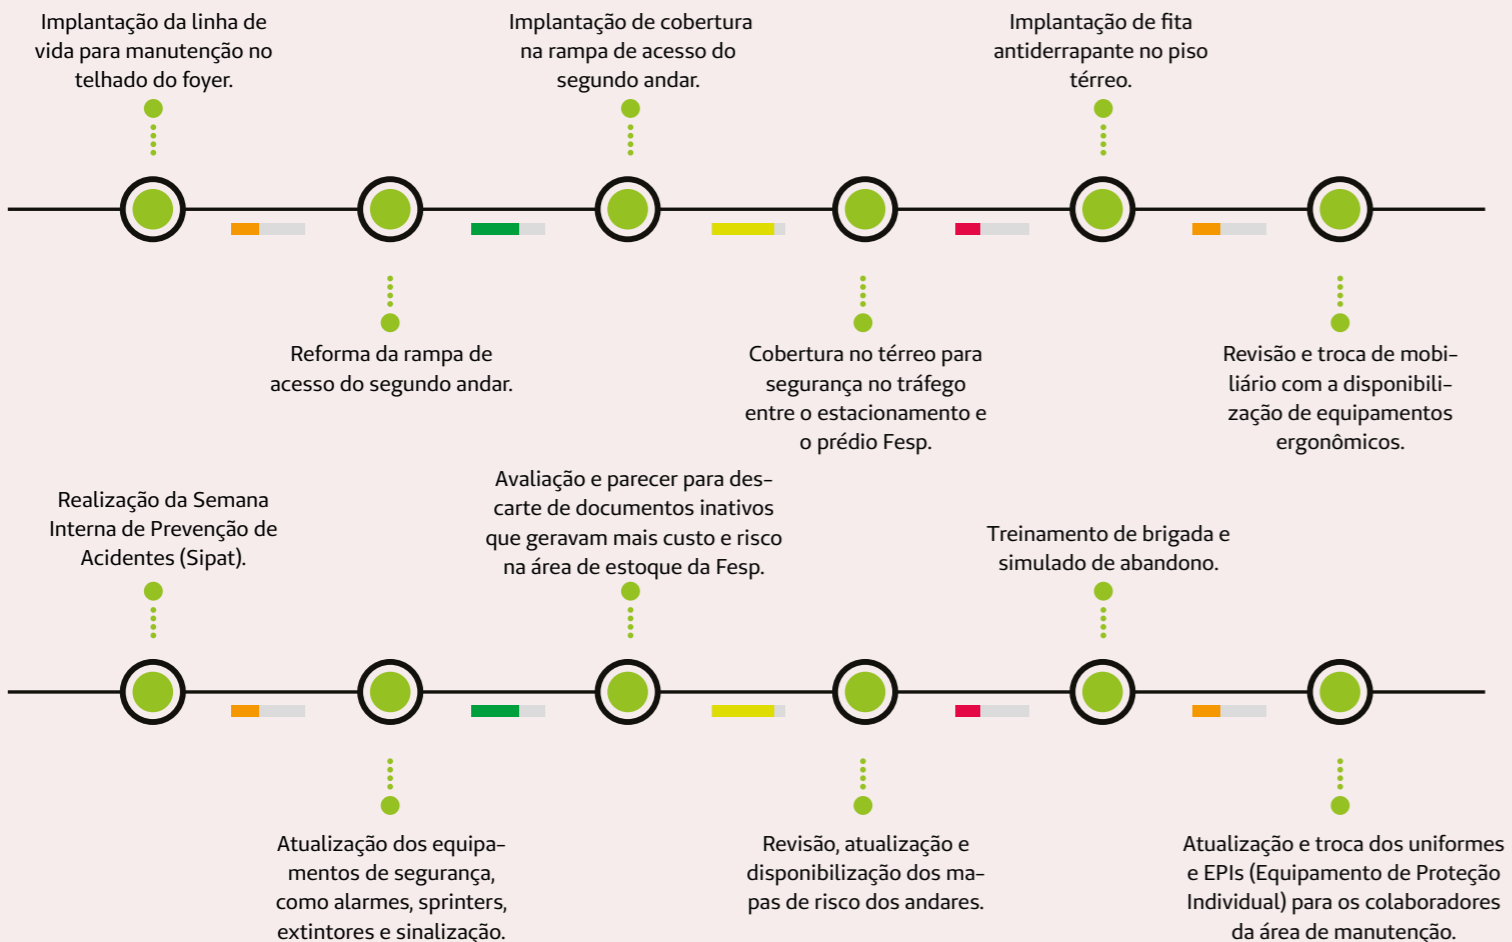 Implantação da linha de
vida para manutenção no
telhado do foyer.
Reforma da rampa de
acesso do segundo andar.
Implantação de cobertura
na rampa de acesso do
segundo andar.
Cobertura no térreo para
segurança no tráfego
entre o estacionamento e
o prédio Fesp.
Implantação de fita
antiderrapante no piso
térreo.
Revisão e troca de mobi-
liário com a disponibili-
zação de equipamentos
ergonômicos.
Realização da Semana
Interna de Prevenção de
Acidentes (Sipat).
Atualização dos equipa-
mentos de segurança,
como alarmes, sprinters,
extintores e sinalização.
Avaliação e parecer para des-
carte de documentos inativos
que geravam mais custo e risco
na área de estoque da Fesp.
Revisão, atualização e
disponibilização dos ma-
pas de risco dos andares.
Treinamento de brigada e
simulado de abandono.
Atualização e troca dos uniformes
e EPIs (Equipamento de Proteção
Individual) para os colaboradores
da área de manutenção.